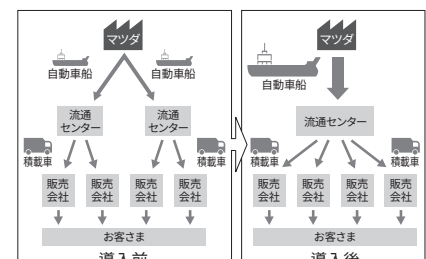 マツダ
自動車船
自動車船
流通
センター
流通
センター
積載車
積載車
販売
会社
販売
会社
販売
会社
販売
会社
お客さま
導入前
マツダ
自動車船
流通センター
積載車
積載車
販売
会社
販売
会社
販売
会社
販売
会社
お客さま
導入後